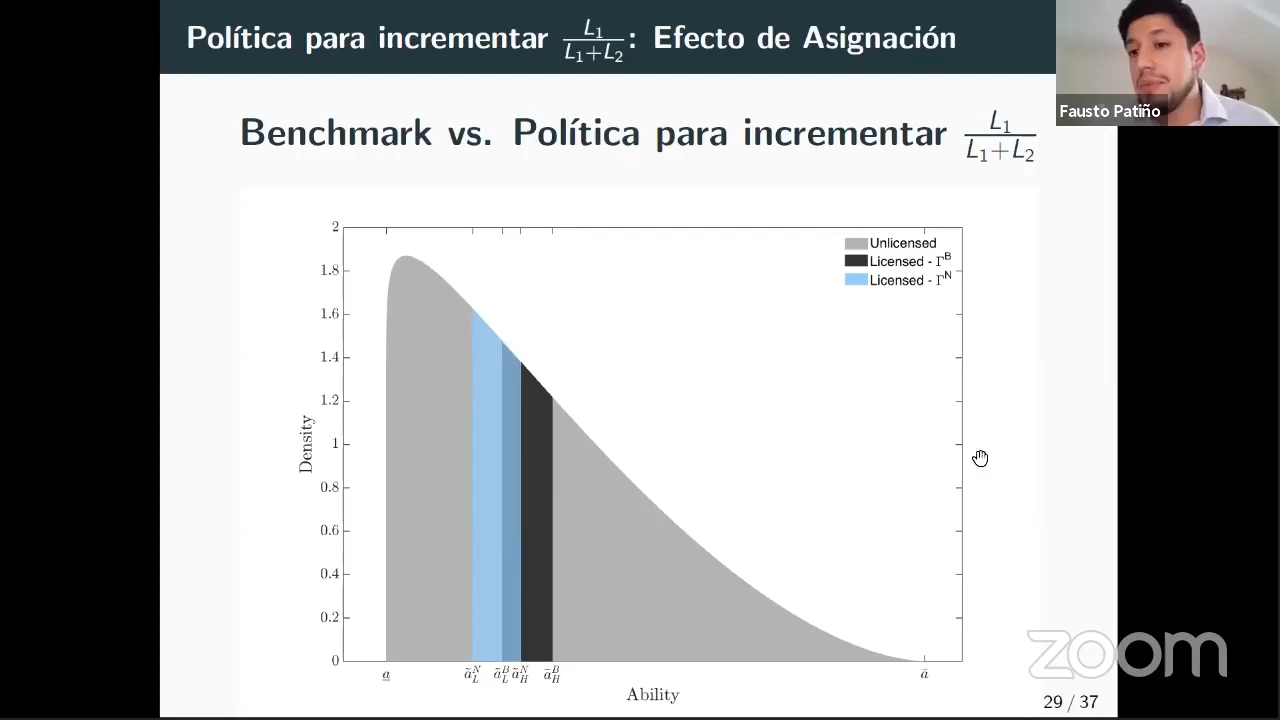 Política para incrementar L₁/(L₁+L₂): Efecto de Asignación
Fausto Patiño
Benchmark vs. Política para incrementar L₁/(L₁+L₂)
Unlicensed
Licensed - Γᴮ
Licensed - Γᴺ
2
1.8
1.6
1.4
1.2
1
0.8
0.6
0.4
0.2
0
Density
a̲ ã_L^N ã_L^B ã_H^N ã_H^B ā
Ability
zoom
29 / 37